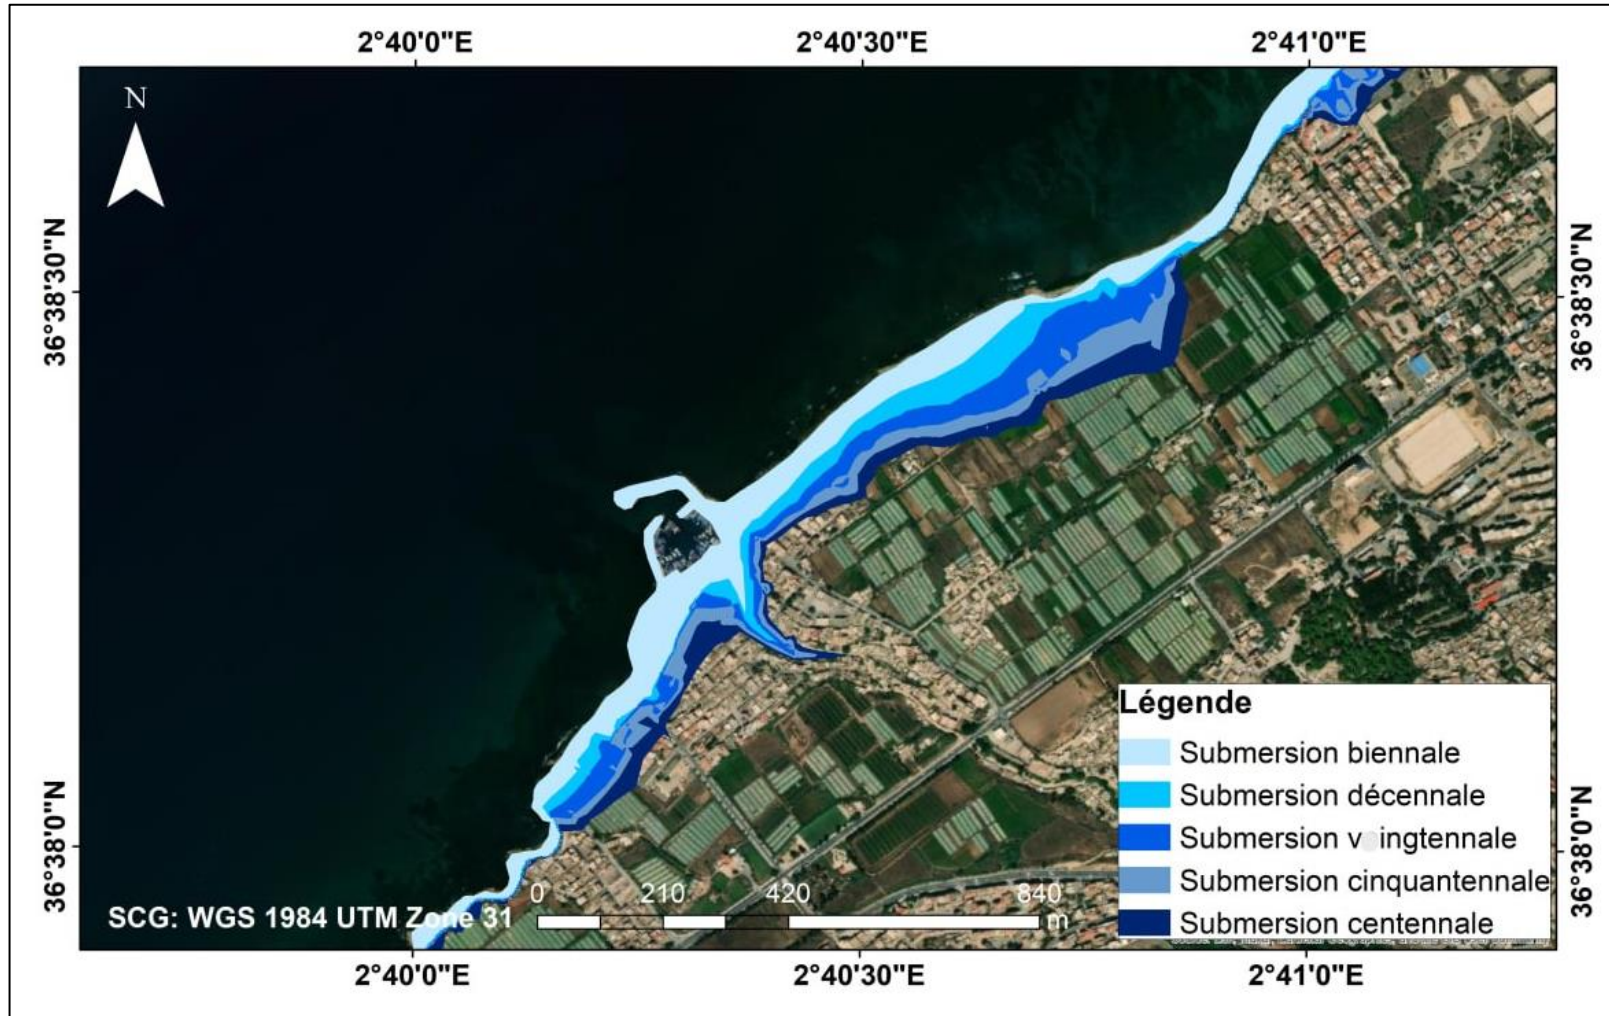 2°40'0"E 2°40'30"E 2°41'0"E
N
36°38'30"N 36°38'30"N
Légende
Submersion biennale
Submersion décennale
Submersion v ingtennale
Submersion cinquantennale
Submersion centennale
36°38'0"N 36°38'0"N
0 210 420 840
m
SCG: WGS 1984 UTM Zone 31
2°40'0"E 2°40'30"E 2°41'0"E